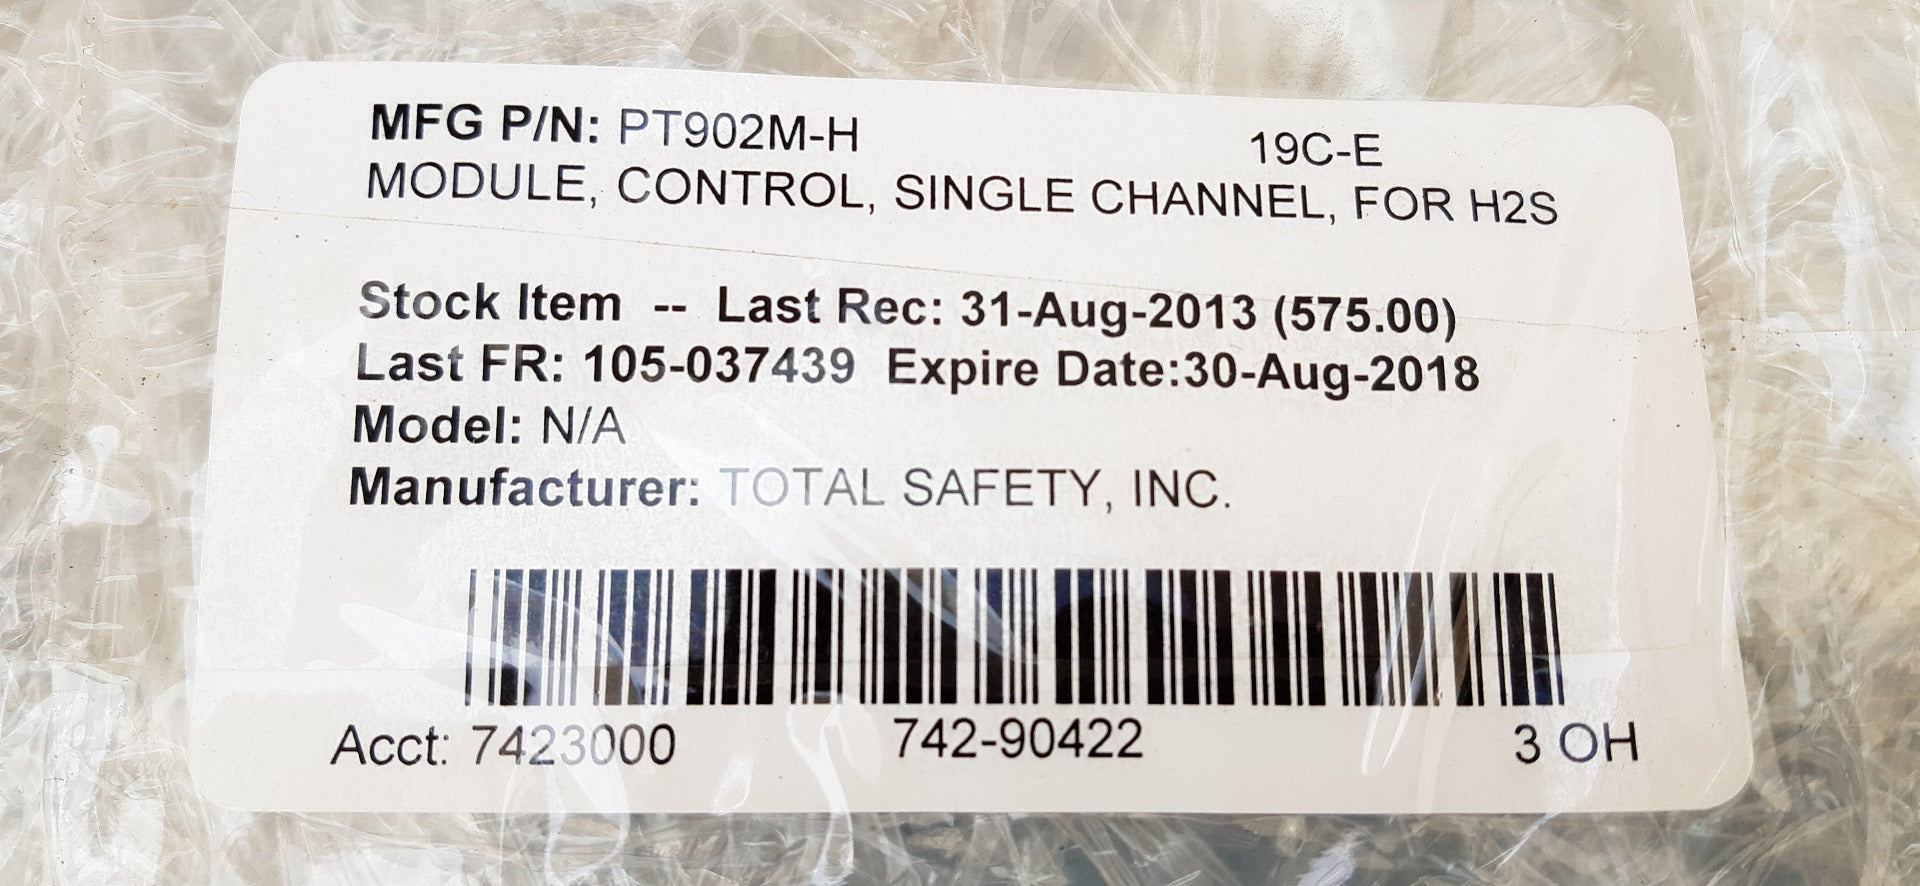 MFG P/N: PT902M-H 19C-E
MODULE, CONTROL, SINGLE CHANNEL, FOR H2S
Stock Item -- Last Rec: 31-Aug-2013 (575.00)
Last FR: 105-037439 Expire Date:30-Aug-2018
Model: N/A
Manufacturer: TOTAL SAFETY, INC.
Acct: 7423000 742-90422 3 OH